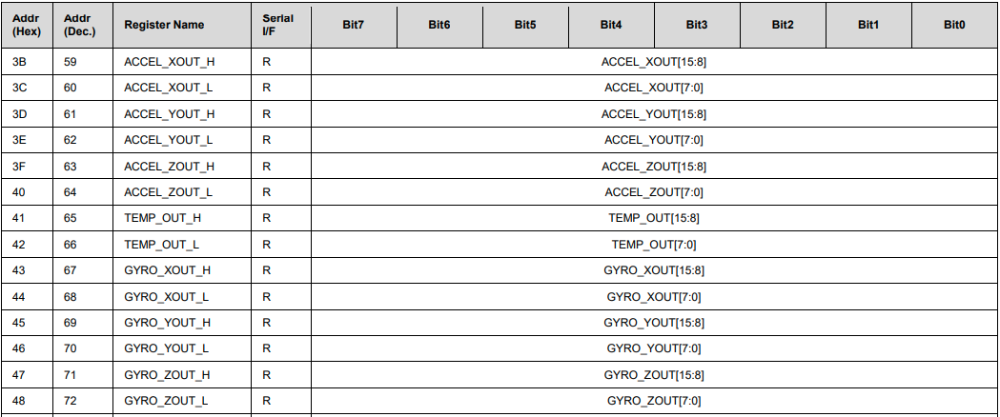 Addr (Hex) Addr (Dec.) Register Name Serial I/F Bit7 Bit6 Bit5 Bit4 Bit3 Bit2 Bit1 Bit0
3B 59 ACCEL_XOUT_H R ACCEL_XOUT[15:8]
3C 60 ACCEL_XOUT_L R ACCEL_XOUT[7:0]
3D 61 ACCEL_YOUT_H R ACCEL_YOUT[15:8]
3E 62 ACCEL_YOUT_L R ACCEL_YOUT[7:0]
3F 63 ACCEL_ZOUT_H R ACCEL_ZOUT[15:8]
40 64 ACCEL_ZOUT_L R ACCEL_ZOUT[7:0]
41 65 TEMP_OUT_H R TEMP_OUT[15:8]
42 66 TEMP_OUT_L R TEMP_OUT[7:0]
43 67 GYRO_XOUT_H R GYRO_XOUT[15:8]
44 68 GYRO_XOUT_L R GYRO_XOUT[7:0]
45 69 GYRO_YOUT_H R GYRO_YOUT[15:8]
46 70 GYRO_YOUT_L R GYRO_YOUT[7:0]
47 71 GYRO_ZOUT_H R GYRO_ZOUT[15:8]
48 72 GYRO_ZOUT_L R GYRO_ZOUT[7:0]